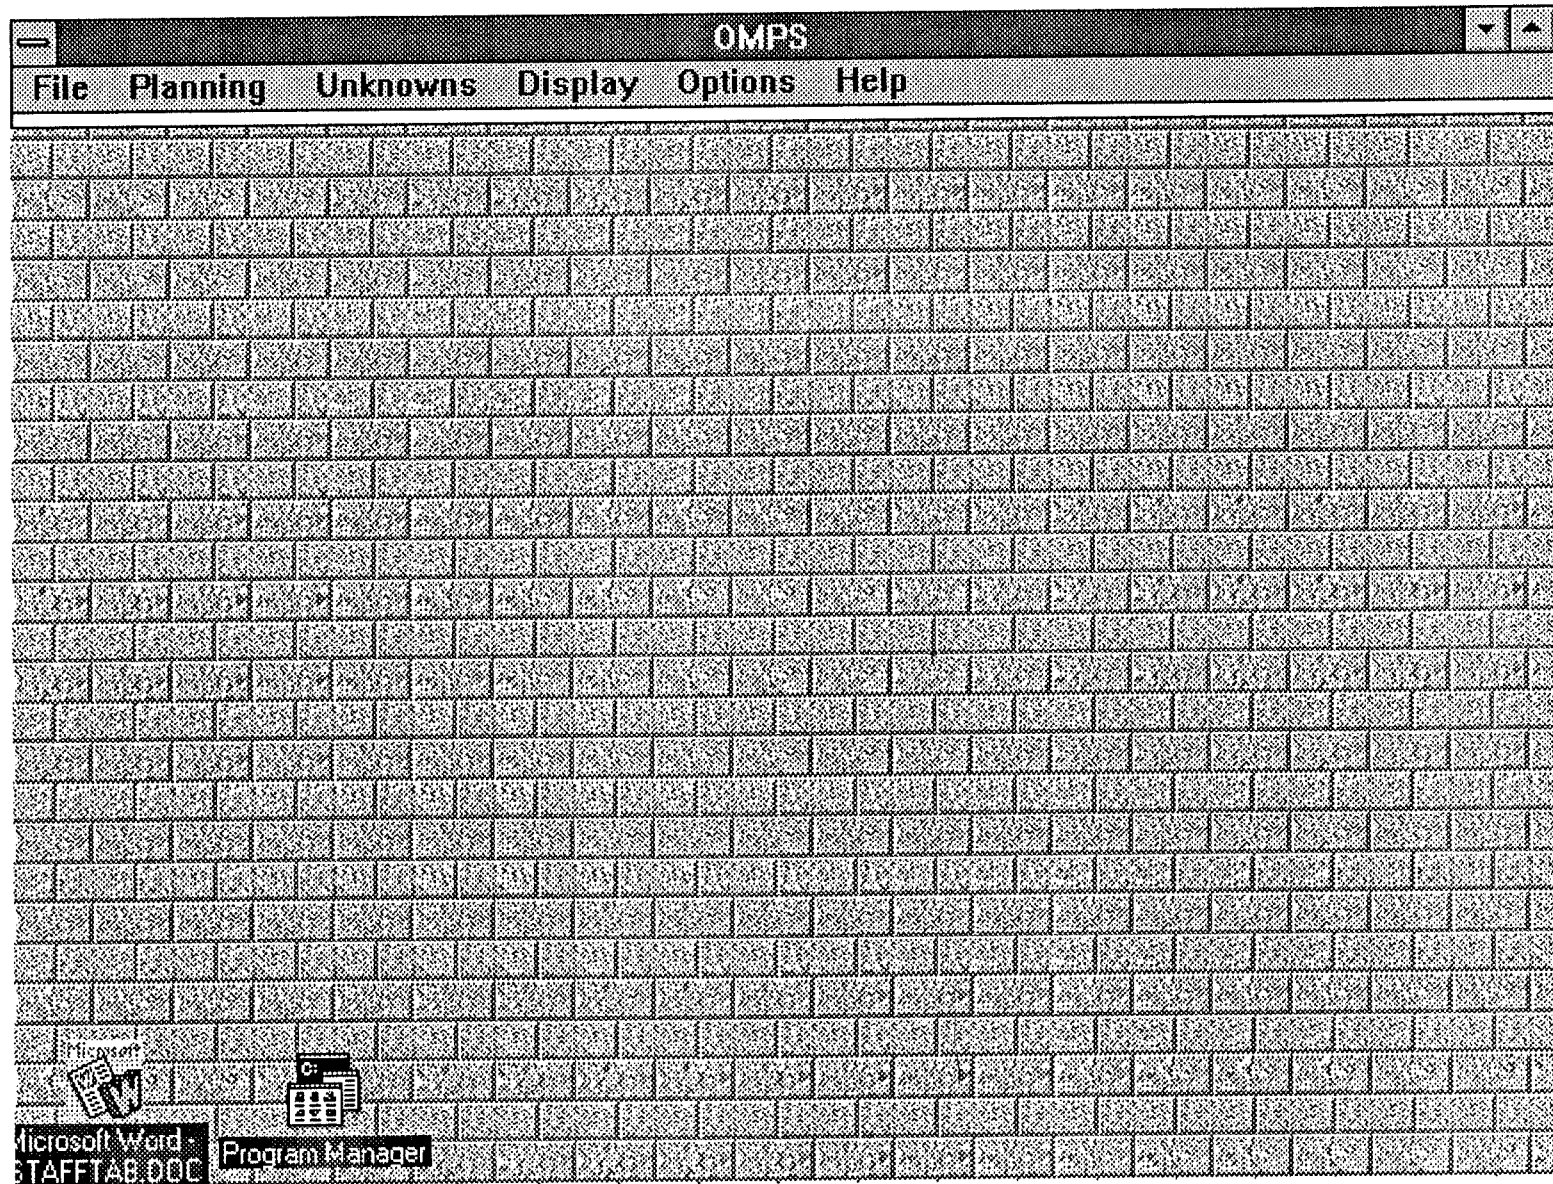 OMPS
File Planning Unknowns Display Options Help
Microsoft
W
C:
Microsoft Word -
STAFFTAB.DOC
Program Manager